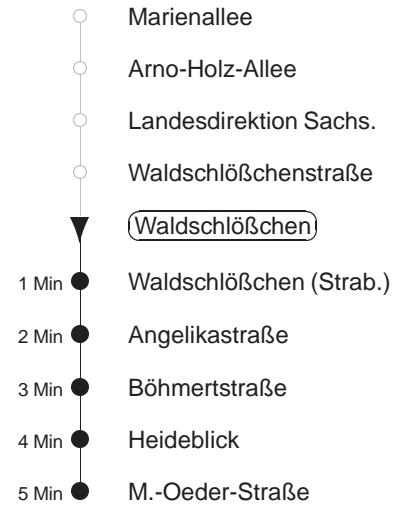 Marienallee
Arno-Holz-Allee
Landesdirektion Sachs.
Waldschlößchenstraße
Waldschlößchen
1 Min Waldschlößchen (Strab.)
2 Min Angelikastraße
3 Min Böhmertstraße
4 Min Heideblick
5 Min M.-Oeder-Straße